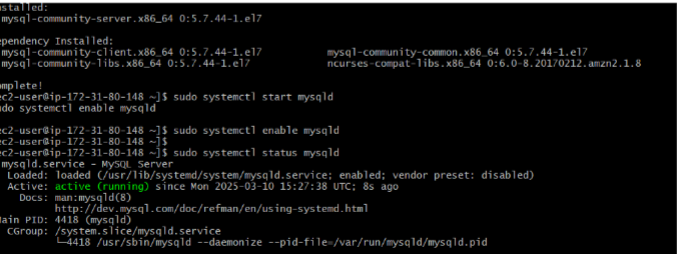 nstalled:
mysql-community-server.x86_64 0:5.7.44-1.el7
ependency Installed:
mysql-community-client.x86_64 0:5.7.44-1.el7 mysql-community-common.x86_64 0:5.7.44-1.el7
mysql-community-libs.x86_64 0:5.7.44-1.el7 ncurses-compat-libs.x86_64 0:6.0-8.20170212.amzn2.1.8
omplete!
ec2-user@ip-172-31-80-148 ~]$ sudo systemctl start mysqld
udo systemctl enable mysqld
ec2-user@ip-172-31-80-148 ~]$ sudo systemctl enable mysqld
ec2-user@ip-172-31-80-148 ~]$
ec2-user@ip-172-31-80-148 ~]$ sudo systemctl status mysqld
mysqld.service - MySQL Server
Loaded: loaded (/usr/lib/systemd/system/mysqld.service; enabled; vendor preset: disabled)
Active: active (running) since Mon 2025-03-10 15:27:38 UTC; 8s ago
Docs: man:mysqld(8)
http://dev.mysql.com/doc/refman/en/using-systemd.html
Main PID: 4418 (mysqld)
CGroup: /system.slice/mysqld.service
└─4418 /usr/sbin/mysqld --daemonize --pid-file=/var/run/mysqld/mysqld.pid